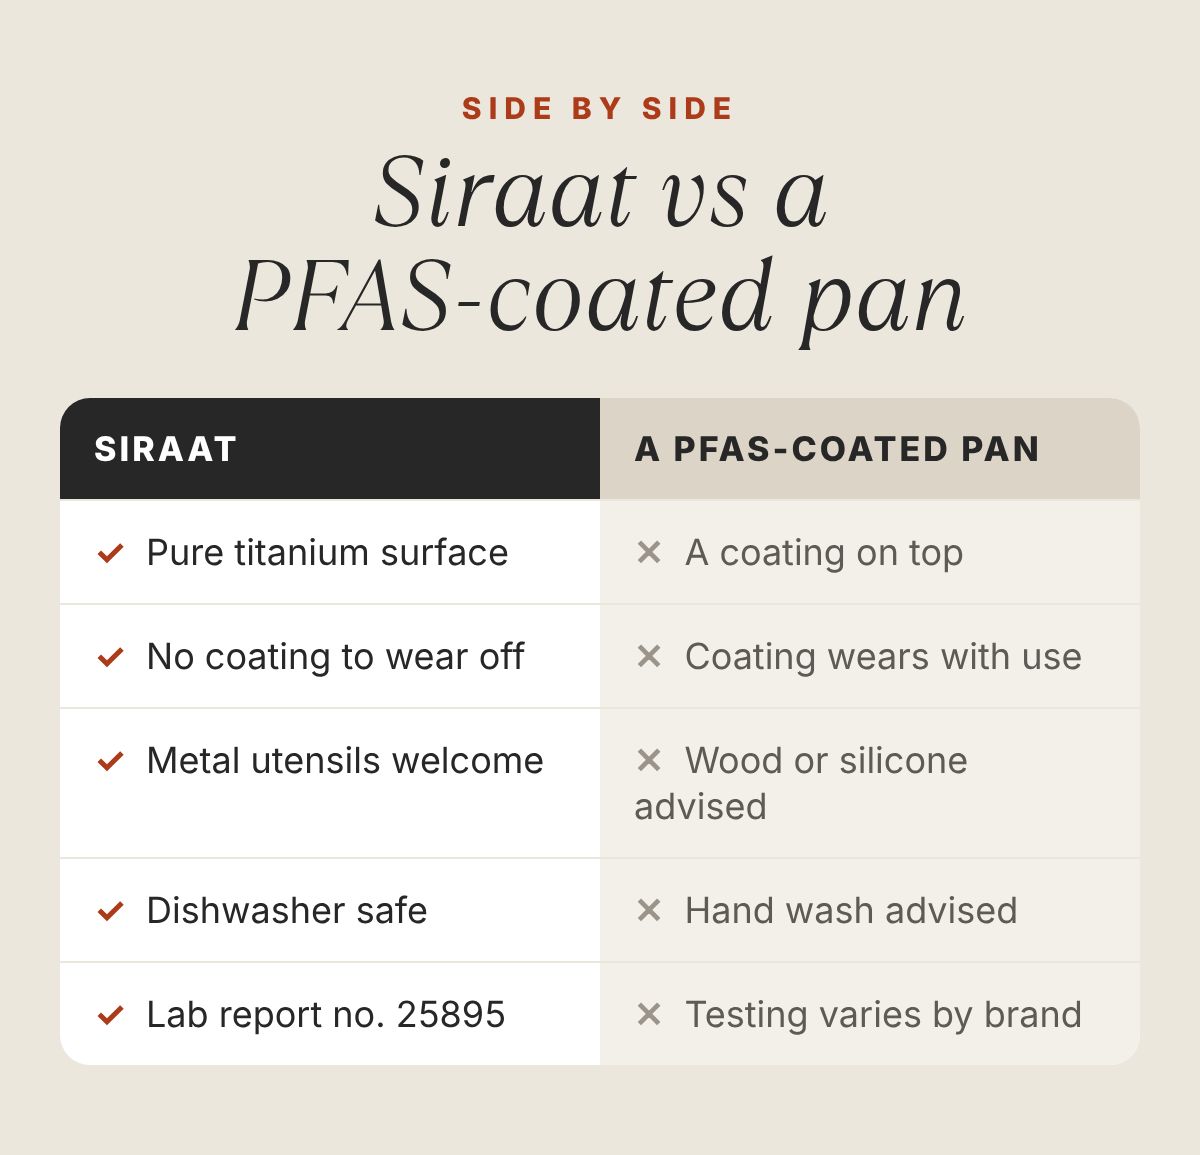 SIDE BY SIDE
Siraat vs a
PFAS-coated pan
SIRAAT
A PFAS-COATED PAN
✓ Pure titanium surface
✕ A coating on top
✓ No coating to wear off
✕ Coating wears with use
✓ Metal utensils welcome
✕ Wood or silicone
advised
✓ Dishwasher safe
✕ Hand wash advised
✓ Lab report no. 25895
✕ Testing varies by brand